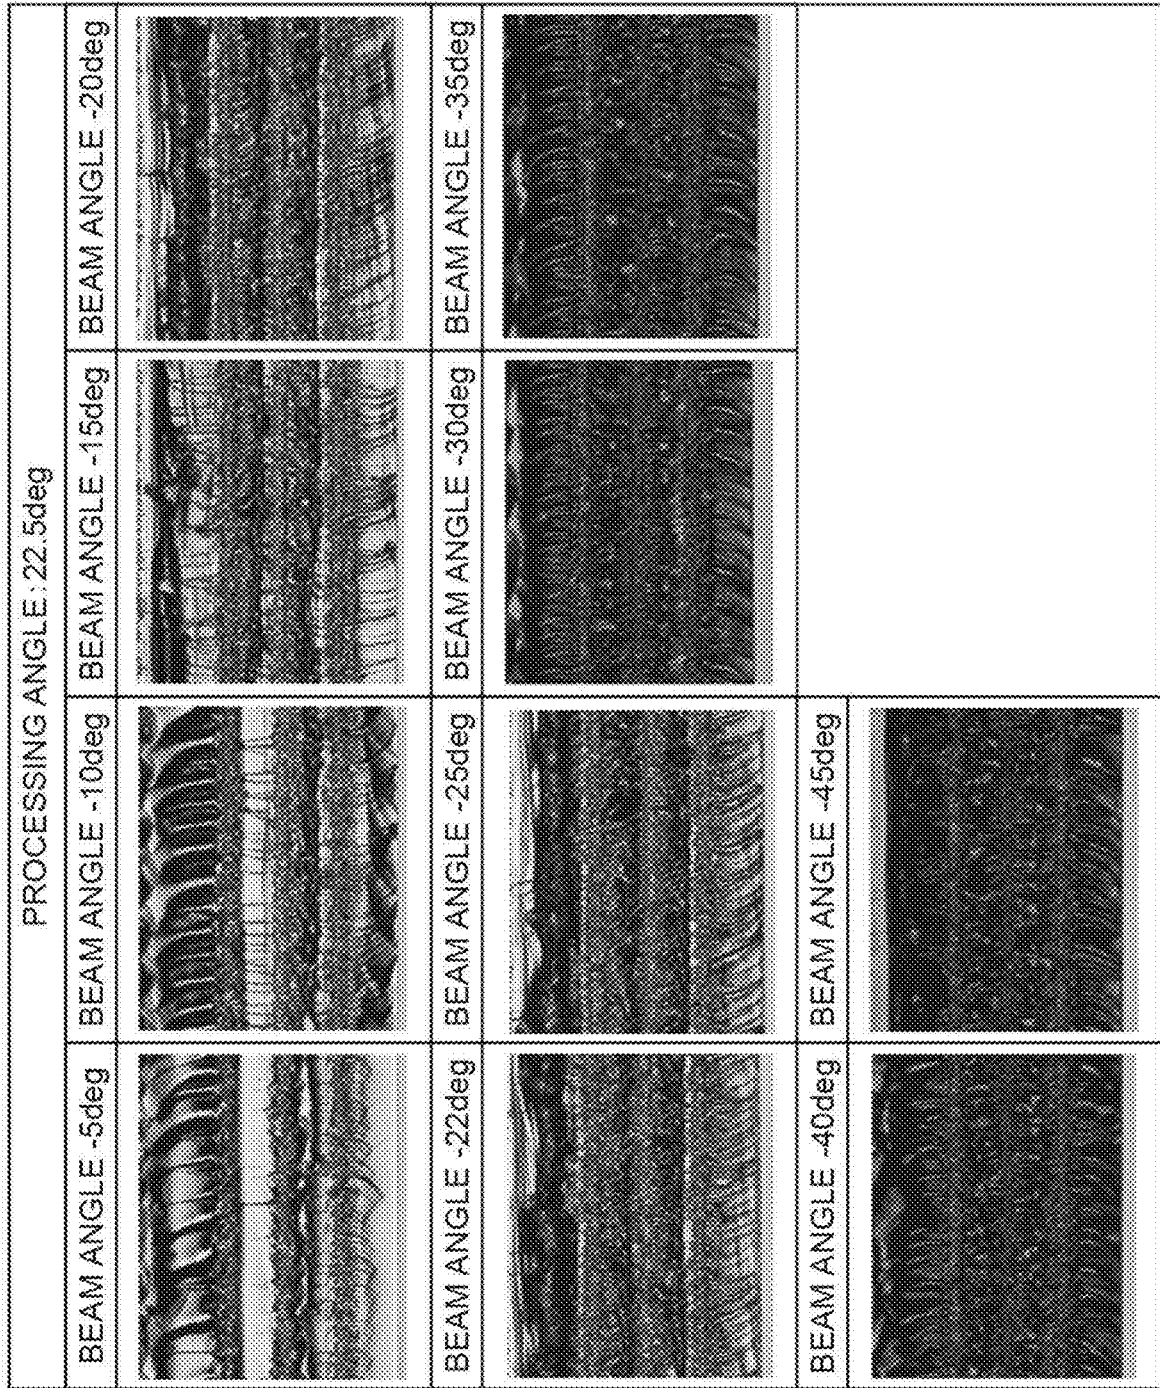 PROCESSING ANGLE:22.5deg
BEAM ANGLE -5deg
BEAM ANGLE -10deg
BEAM ANGLE -15deg
BEAM ANGLE -20deg
BEAM ANGLE -22deg
BEAM ANGLE -25deg
BEAM ANGLE -30deg
BEAM ANGLE -35deg
BEAM ANGLE -40deg
BEAM ANGLE -45deg